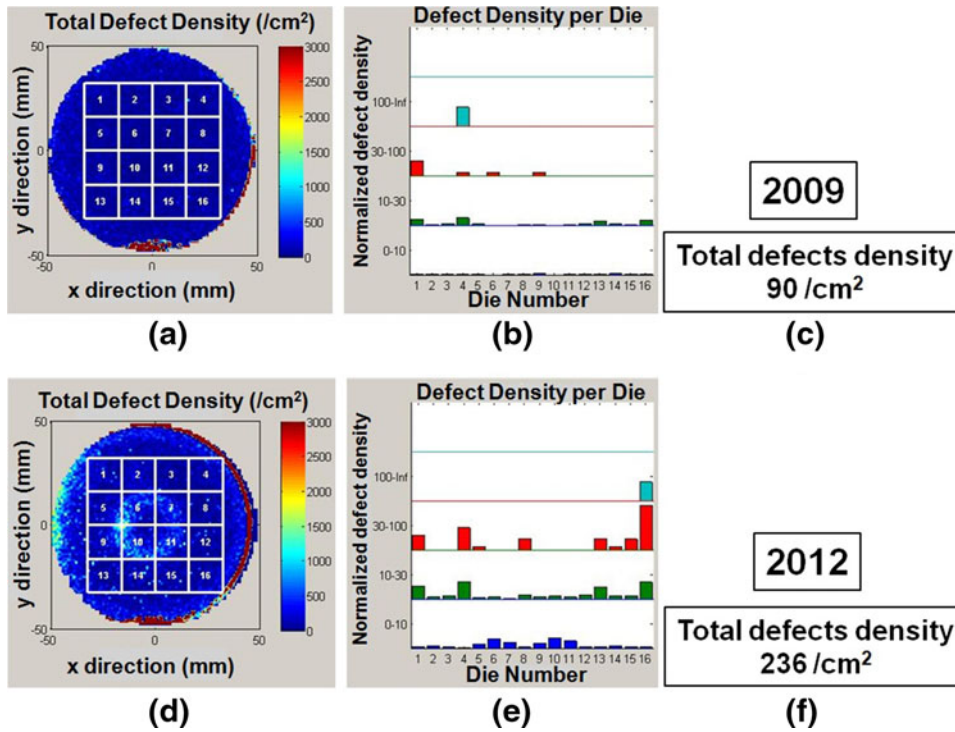 Total Defect Density (/cm²)
y direction (mm)
50
0
-50
-50 0 50
x direction (mm)
1 2 3 4
5 6 7 8
9 10 11 12
13 14 15 16
3000
2500
2000
1500
1000
500
0
(a)
Defect Density per Die
Normalized defect density
100-Inf
30-100
10-30
0-10
1 2 3 4 5 6 7 8 9 10 11 12 13 14 15 16
Die Number
(b)
2009
Total defects density
90 /cm²
(c)
Total Defect Density (/cm²)
y direction (mm)
50
0
-50
-50 0 50
x direction (mm)
1 2 3 4
5 6 7 8
9 10 11 12
13 14 15 16
3000
2500
2000
1500
1000
500
0
(d)
Defect Density per Die
Normalized defect density
100-Inf
30-100
10-30
0-10
1 2 3 4 5 6 7 8 9 10 11 12 13 14 15 16
Die Number
(e)
2012
Total defects density
236 /cm²
(f)